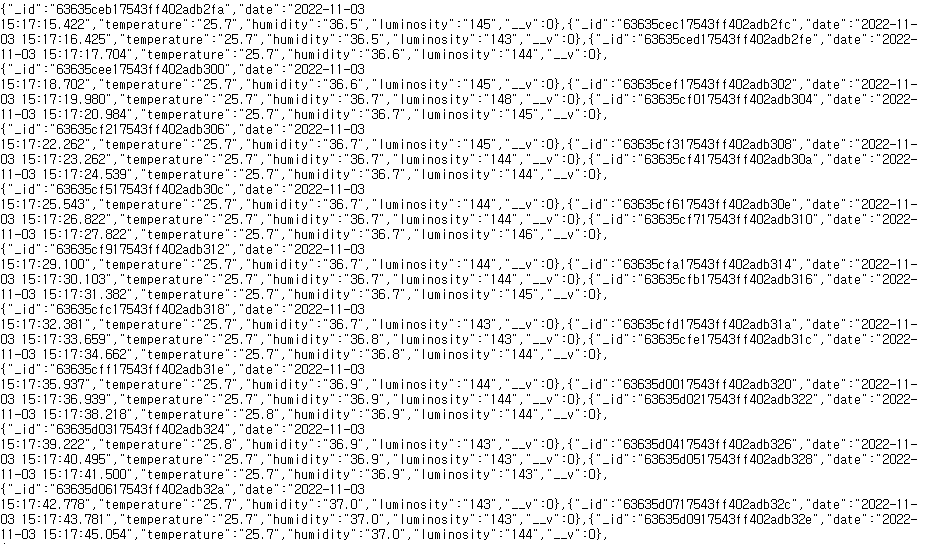 {"_id":"63635ceb17543ff402adb2fa","date":"2022-11-03
15:17:15.422","temperature":"25.7","humidity":"36.5","luminosity":"145","__v":0},{"_id":"63635cec17543ff402adb2fc","date":"2022-11-
03 15:17:16.425","temperature":"25.7","humidity":"36.5","luminosity":"143","__v":0},{"_id":"63635ced17543ff402adb2fe","date":"2022-
11-03 15:17:17.704","temperature":"25.7","humidity":"36.6","luminosity":"144","__v":0},
{"_id":"63635cee17543ff402adb300","date":"2022-11-03
15:17:18.702","temperature":"25.7","humidity":"36.6","luminosity":"145","__v":0},{"_id":"63635cef17543ff402adb302","date":"2022-11-
03 15:17:19.980","temperature":"25.7","humidity":"36.7","luminosity":"148","__v":0},{"_id":"63635cf017543ff402adb304","date":"2022-
11-03 15:17:20.984","temperature":"25.7","humidity":"36.7","luminosity":"145","__v":0},
{"_id":"63635cf217543ff402adb306","date":"2022-11-03
15:17:22.262","temperature":"25.7","humidity":"36.7","luminosity":"145","__v":0},{"_id":"63635cf317543ff402adb308","date":"2022-11-
03 15:17:23.262","temperature":"25.7","humidity":"36.7","luminosity":"144","__v":0},{"_id":"63635cf417543ff402adb30a","date":"2022-
11-03 15:17:24.539","temperature":"25.7","humidity":"36.7","luminosity":"144","__v":0},
{"_id":"63635cf517543ff402adb30c","date":"2022-11-03
15:17:25.543","temperature":"25.7","humidity":"36.7","luminosity":"144","__v":0},{"_id":"63635cf617543ff402adb30e","date":"2022-11-
03 15:17:26.822","temperature":"25.7","humidity":"36.7","luminosity":"144","__v":0},{"_id":"63635cf717543ff402adb310","date":"2022-
11-03 15:17:27.822","temperature":"25.7","humidity":"36.7","luminosity":"146","__v":0},
{"_id":"63635cf917543ff402adb312","date":"2022-11-03
15:17:29.100","temperature":"25.7","humidity":"36.7","luminosity":"144","__v":0},{"_id":"63635cfa17543ff402adb314","date":"2022-11-
03 15:17:30.103","temperature":"25.7","humidity":"36.7","luminosity":"144","__v":0},{"_id":"63635cfb17543ff402adb316","date":"2022-
11-03 15:17:31.382","temperature":"25.7","humidity":"36.7","luminosity":"145","__v":0},
{"_id":"63635cfc17543ff402adb318","date":"2022-11-03
15:17:32.381","temperature":"25.7","humidity":"36.7","luminosity":"143","__v":0},{"_id":"63635cfd17543ff402adb31a","date":"2022-11-
03 15:17:33.659","temperature":"25.7","humidity":"36.8","luminosity":"143","__v":0},{"_id":"63635cfe17543ff402adb31c","date":"2022-
11-03 15:17:34.662","temperature":"25.7","humidity":"36.8","luminosity":"144","__v":0},
{"_id":"63635cff17543ff402adb31e","date":"2022-11-03
15:17:35.937","temperature":"25.7","humidity":"36.9","luminosity":"144","__v":0},{"_id":"63635d0017543ff402adb320","date":"2022-11-
03 15:17:36.939","temperature":"25.7","humidity":"36.9","luminosity":"144","__v":0},{"_id":"63635d0217543ff402adb322","date":"2022-
11-03 15:17:38.218","temperature":"25.8","humidity":"36.9","luminosity":"144","__v":0},
{"_id":"63635d0317543ff402adb324","date":"2022-11-03
15:17:39.222","temperature":"25.8","humidity":"36.9","luminosity":"143","__v":0},{"_id":"63635d0417543ff402adb326","date":"2022-11-
03 15:17:40.495","temperature":"25.7","humidity":"36.9","luminosity":"143","__v":0},{"_id":"63635d0517543ff402adb328","date":"2022-
11-03 15:17:41.500","temperature":"25.7","humidity":"36.9","luminosity":"143","__v":0},
{"_id":"63635d0617543ff402adb32a","date":"2022-11-03
15:17:42.778","temperature":"25.7","humidity":"37.0","luminosity":"143","__v":0},{"_id":"63635d0717543ff402adb32c","date":"2022-11-
03 15:17:43.781","temperature":"25.7","humidity":"37.0","luminosity":"143","__v":0},{"_id":"63635d0917543ff402adb32e","date":"2022-
11-03 15:17:45.054","temperature":"25.7","humidity":"37.0","luminosity":"144","__v":0},